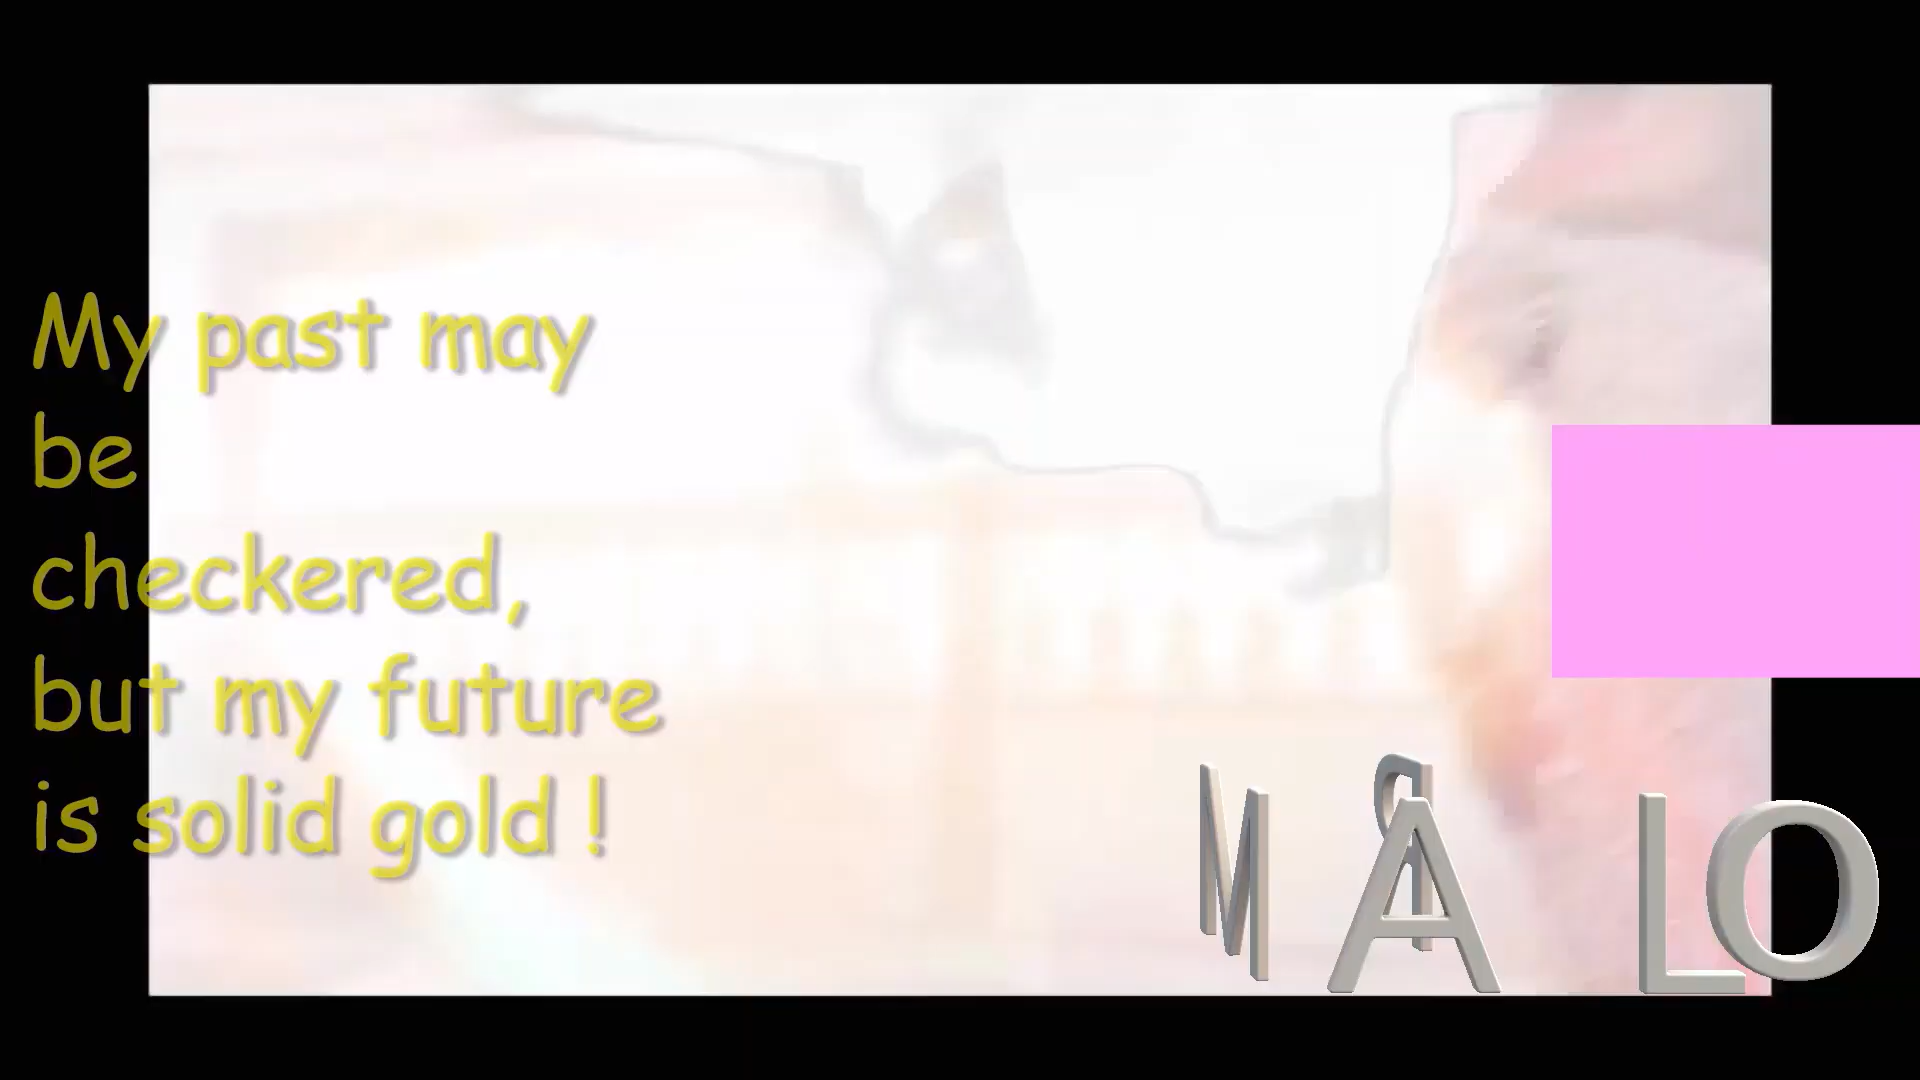 My past may
be
checkered,
but my future
is solid gold !
M A R L O